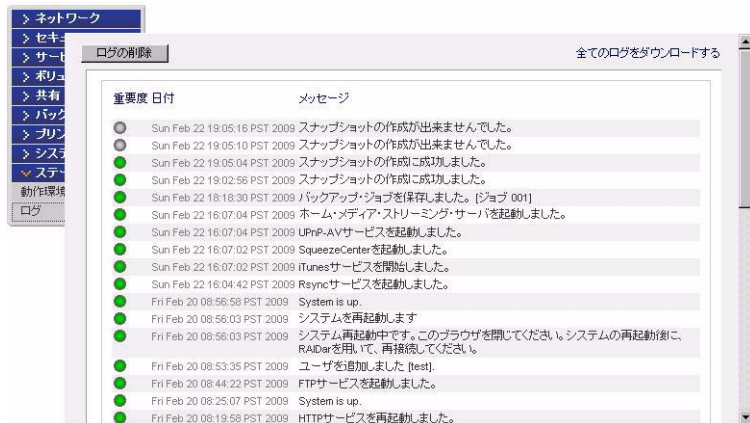 > ネットワーク
> セキ
> サー
> ボリュ
> 共有
> バック
> プリン
> シス
ステー
動作環境
ログ
ログの削除
全てのログをダウンロードする
重要度 日付 メッセージ
Sun Feb 22 19:05:16 PST 2009 スナップショットの作成が出来ませんでした。
Sun Feb 22 19:05:10 PST 2009 スナップショットの作成が出来ませんでした。
Sun Feb 22 19:05:04 PST 2009 スナップショットの作成に成功しました。
Sun Feb 22 19:02:56 PST 2009 スナップショットの作成に成功しました。
Sun Feb 22 18:18:30 PST 2009 バックアップ・ジョブを保存しました。 [ジョブ 001]
Sun Feb 22 16:07:04 PST 2009 ホーム・メディア・ストリーミング・サーバを起動しました。
Sun Feb 22 16:07:04 PST 2009 UPnP-AVサービスを起動しました。
Sun Feb 22 16:07:02 PST 2009 SqueezeCenterを起動しました。
Sun Feb 22 16:07:02 PST 2009 iTunesサービスを開始しました。
Sun Feb 22 16:04:42 PST 2009 Rsyncサービスを起動しました。
Fri Feb 20 08:56:58 PST 2009 System is up.
Fri Feb 20 08:56:03 PST 2009 システムを再起動します
Fri Feb 20 08:56:03 PST 2009 システム再起動中です。このブラウザを閉じてください。システムの再起動後に、
RAIDarを用いて、再接続してください。
Fri Feb 20 08:53:35 PST 2009 ユーザを追加しました [test].
Fri Feb 20 08:44:22 PST 2009 FTPサービスを起動しました。
Fri Feb 20 08:25:07 PST 2009 System is up.
Fri Feb 20 08:19:58 PST 2009 HTTPサービスを再起動しました。